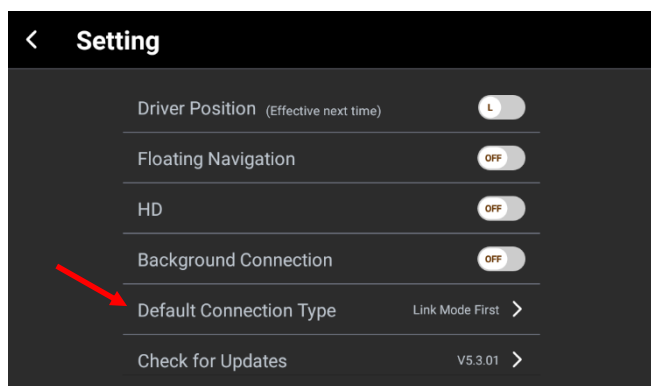 Setting
Driver Position (Effective next time) L
Floating Navigation OFF
HD OFF
Background Connection OFF
Default Connection Type Link Mode First
Check for Updates V5.3.01